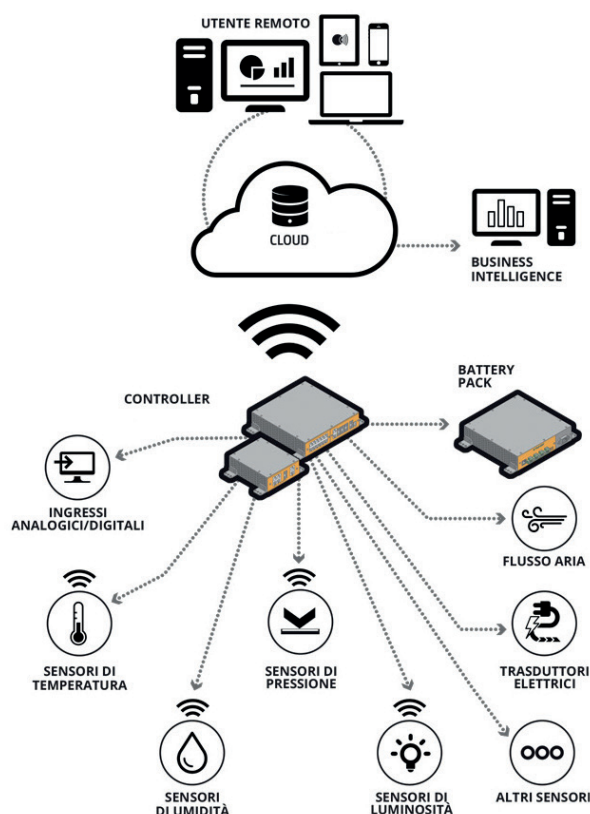 UTENTE REMOTO
CLOUD
BUSINESS
INTELLIGENCE
BATTERY
PACK
CONTROLLER
INGRESSI
ANALOGICI/DIGITALI
FLUSSO ARIA
SENSORI DI
TEMPERATURA
SENSORI DI
PRESSIONE
TRASDUTTORI
ELETTRICI
SENSORI
DI UMIDITÀ
SENSORI DI
LUMINOSITÀ
ALTRI SENSORI